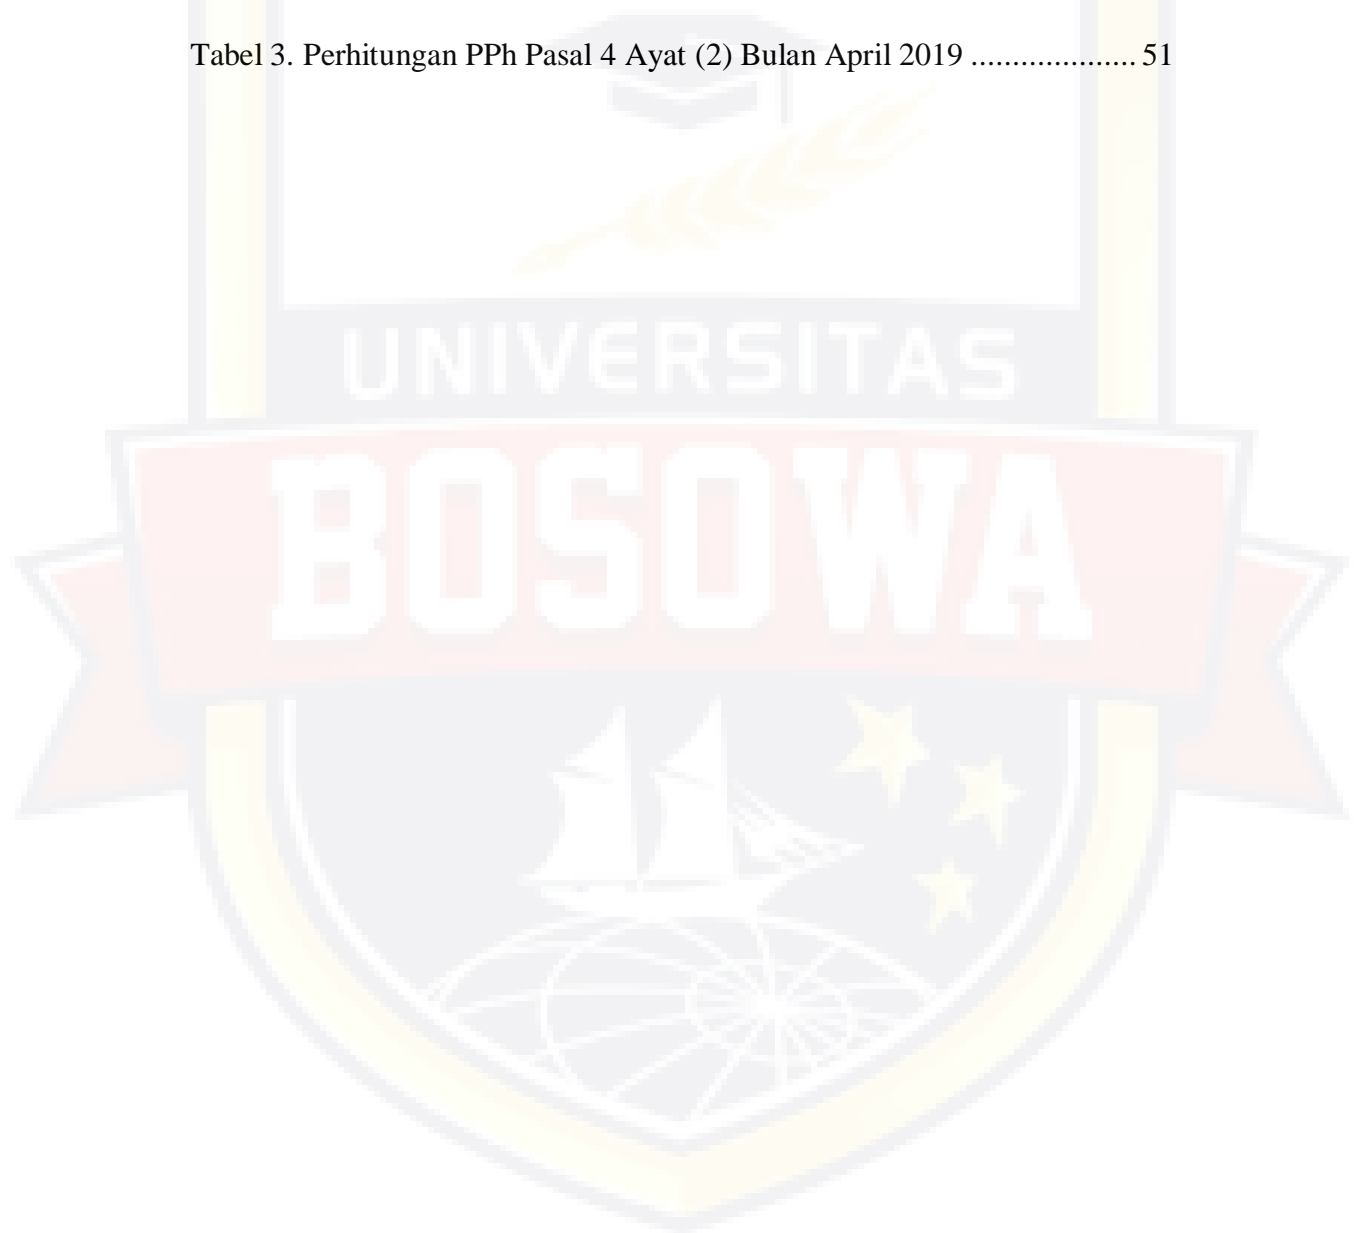 Tabel 3. Perhitungan PPh Pasal 4 Ayat (2) Bulan April 2019 .................... 51
UNIVERSITAS
BOSOWA